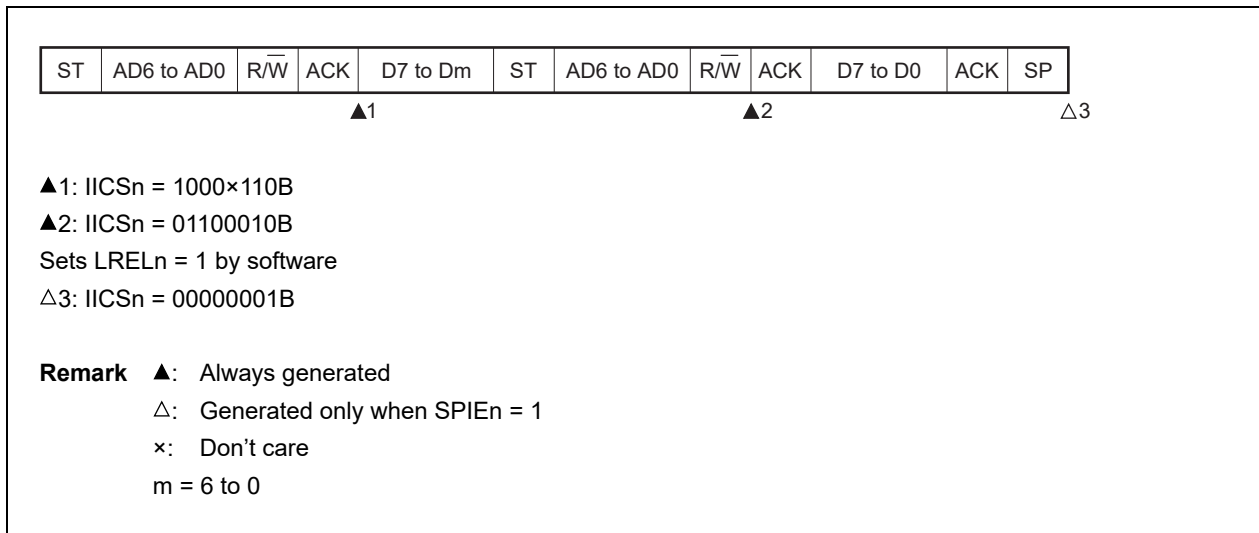 ST AD6 to AD0 R/W̅ ACK D7 to Dm ST AD6 to AD0 R/W̅ ACK D7 to D0 ACK SP
▲1 ▲2 △3
▲1: IICSn = 1000×110B
▲2: IICSn = 01100010B
Sets LRELn = 1 by software
△3: IICSn = 00000001B
Remark ▲: Always generated
△: Generated only when SPIEn = 1
×: Don't care
m = 6 to 0